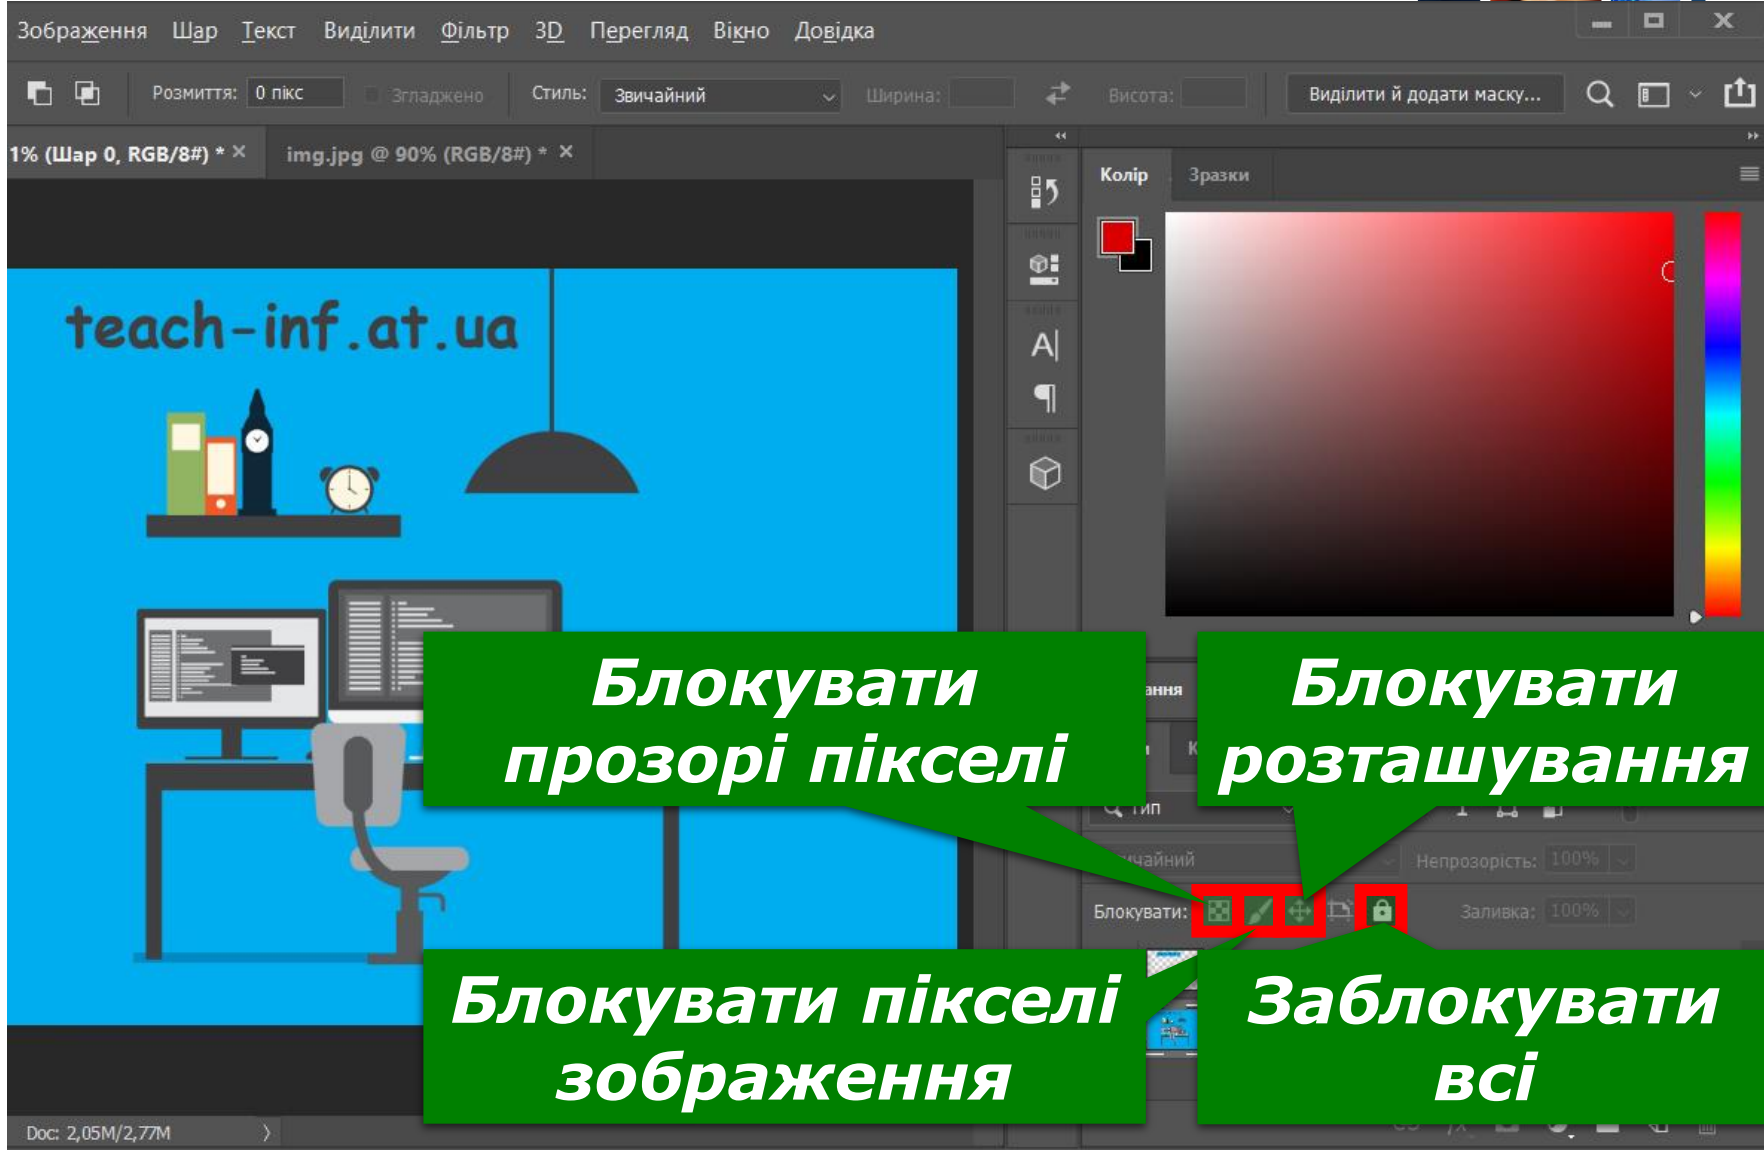 Зображення Шар Текст Виділити Фільтр 3D Перегляд Вікно Довідка
Розмиття: 0 пікс Згладжено Стиль: Звичайний Ширина: Висота: Виділити й додати маску...
1% (Шар 0, RGB/8#) * × img.jpg @ 90% (RGB/8#) * ×
Колір Зразки
teach-inf.at.ua
Блокувати
прозорі пікселі
Блокувати
розташування
ання
Тип
Непрозорість: 100%
Блокувати: Заливка: 100%
Блокувати пікселі
зображення
Заблокувати
всі
Doc: 2,05M/2,77M